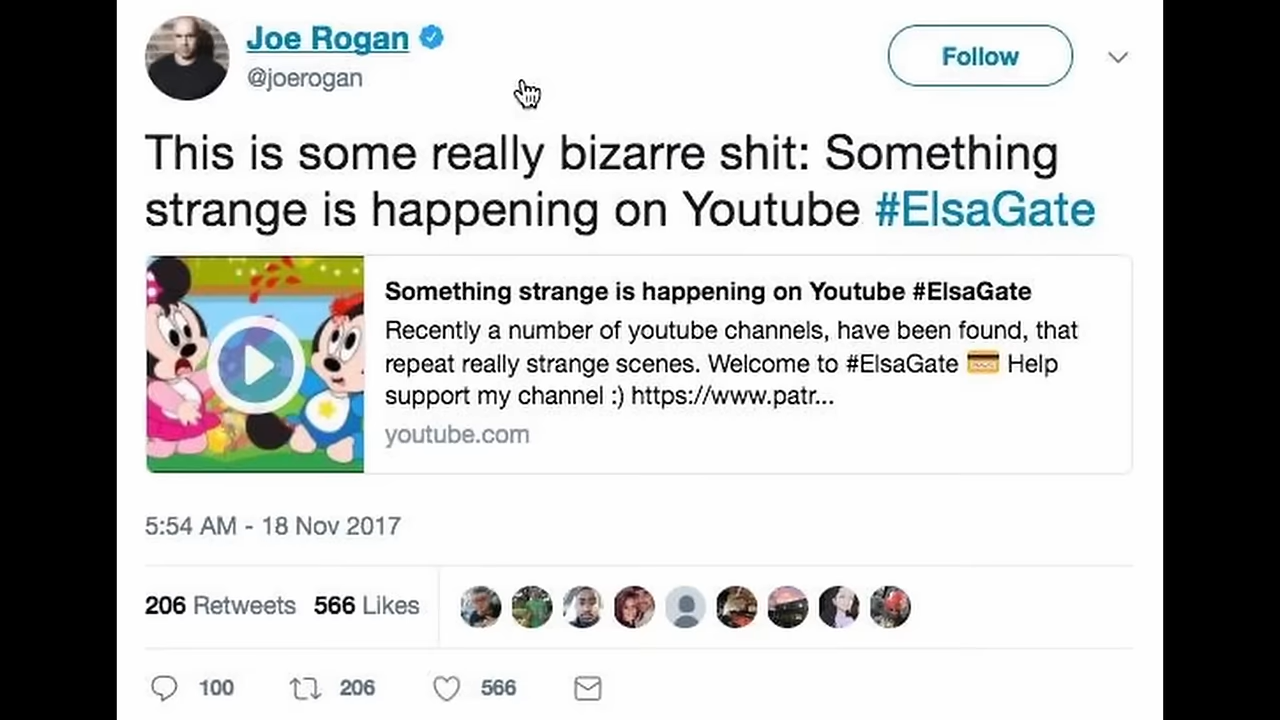 Joe Rogan
@joerogan
Follow
This is some really bizarre shit: Something
strange is happening on Youtube #ElsaGate
Something strange is happening on Youtube #ElsaGate
Recently a number of youtube channels, have been found, that
repeat really strange scenes. Welcome to #ElsaGate 💳 Help
support my channel :) https://www.patr...
youtube.com
5:54 AM - 18 Nov 2017
206 Retweets 566 Likes
100 206 566